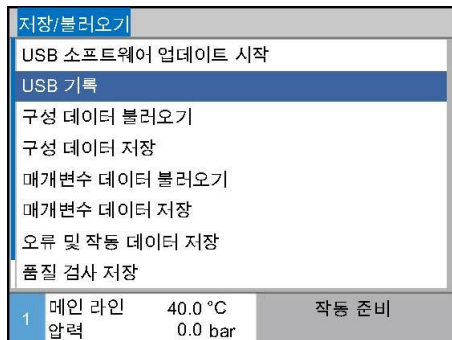 저장/불러오기
USB 소프트웨어 업데이트 시작
USB 기록
구성 데이터 불러오기
구성 데이터 저장
매개변수 데이터 불러오기
매개변수 데이터 저장
오류 및 작동 데이터 저장
품질 검사 저장
1 메인 라인 40.0 °C 작동 준비
압력 0.0 bar